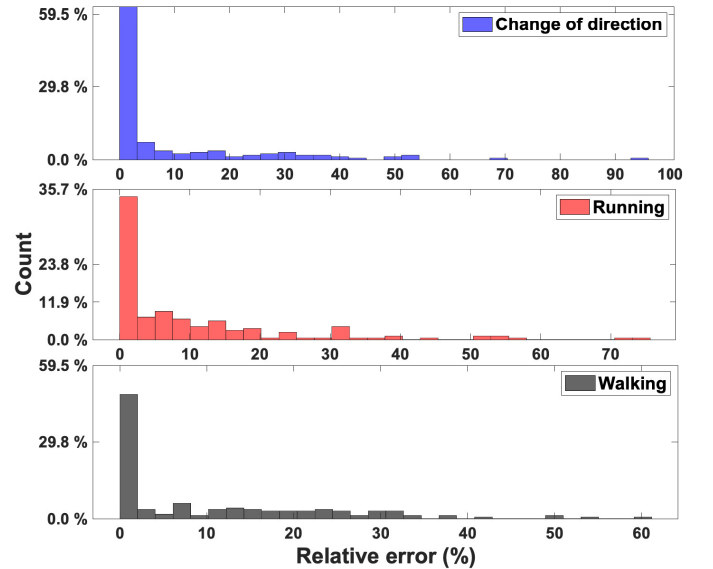 59.5 %
Change of direction
29.8 %
0.0 %
0 10 20 30 40 50 60 70 80 90 100
35.7 %
Running
Count
23.8 %
11.9 %
0.0 %
0 10 20 30 40 50 60 70
59.5 %
Walking
29.8 %
0.0 %
0 10 20 30 40 50 60
Relative error (%)